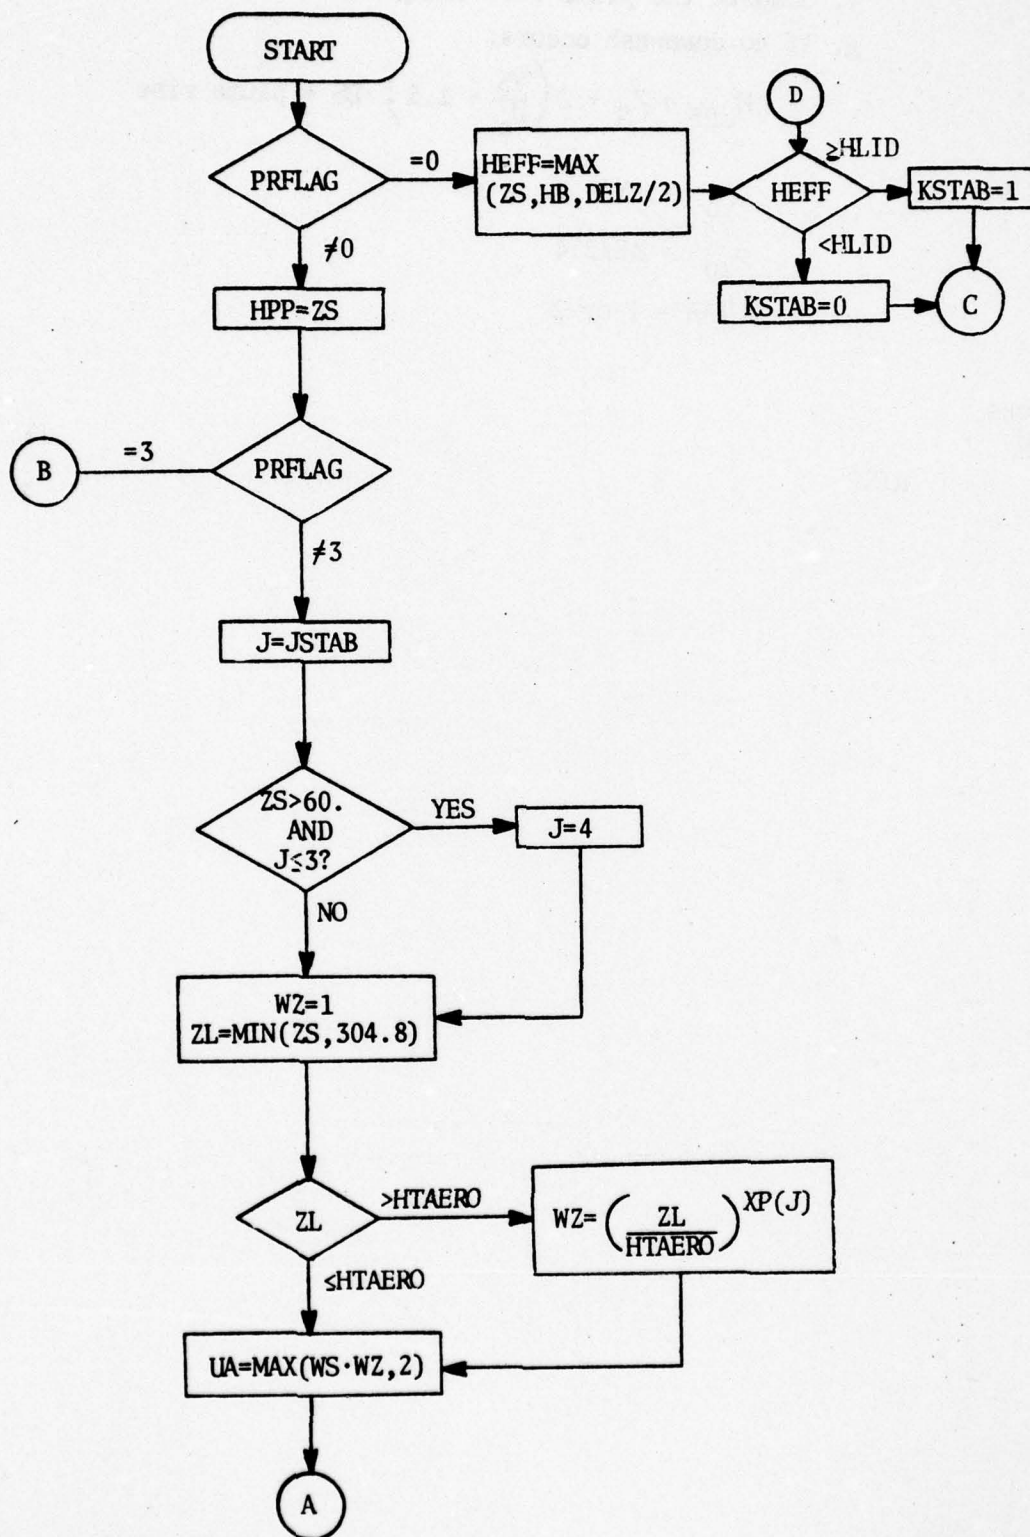 START
D
PRFLAG
=0
HEFF=MAX
(ZS,HB,DELZ/2)
≥HLID
HEFF
KSTAB=1
≠0
<HLID
HPP=ZS
KSTAB=0
C
B
=3
PRFLAG
≠3
J=JSTAB
ZS>60.
AND
J≤3?
YES
J=4
NO
WZ=1
ZL=MIN(ZS,304.8)
ZL
>HTAERO
WZ=(ZL/HTAERO)XP(J)
≤HTAERO
UA=MAX(WS·WZ,2)
A